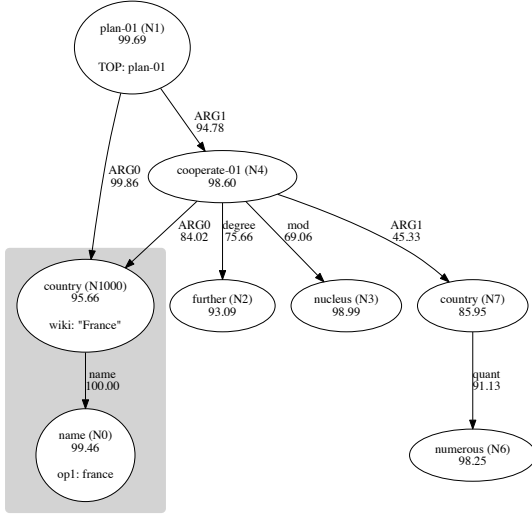 plan-01 (N1)
99.69
TOP: plan-01
ARG1
94.78
ARG0
99.86
cooperate-01 (N4)
98.60
ARG0
84.02
degree
75.66
mod
69.06
ARG1
45.33
country (N1000)
95.66
wiki: "France"
further (N2)
93.09
nucleus (N3)
98.99
country (N7)
85.95
name
100.00
quant
91.13
name (N0)
99.46
op1: france
numerous (N6)
98.25